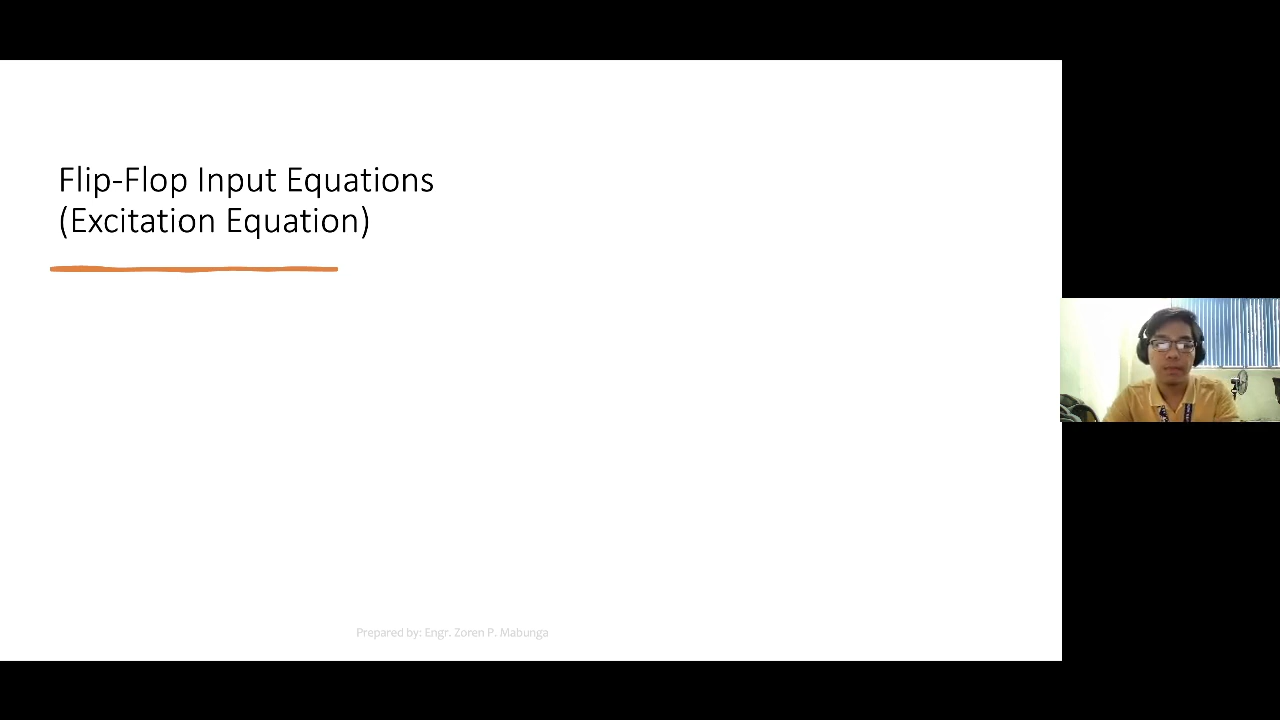 Flip-Flop Input Equations
(Excitation Equation)
Prepared by: Engr. Zoren P. Mabunga